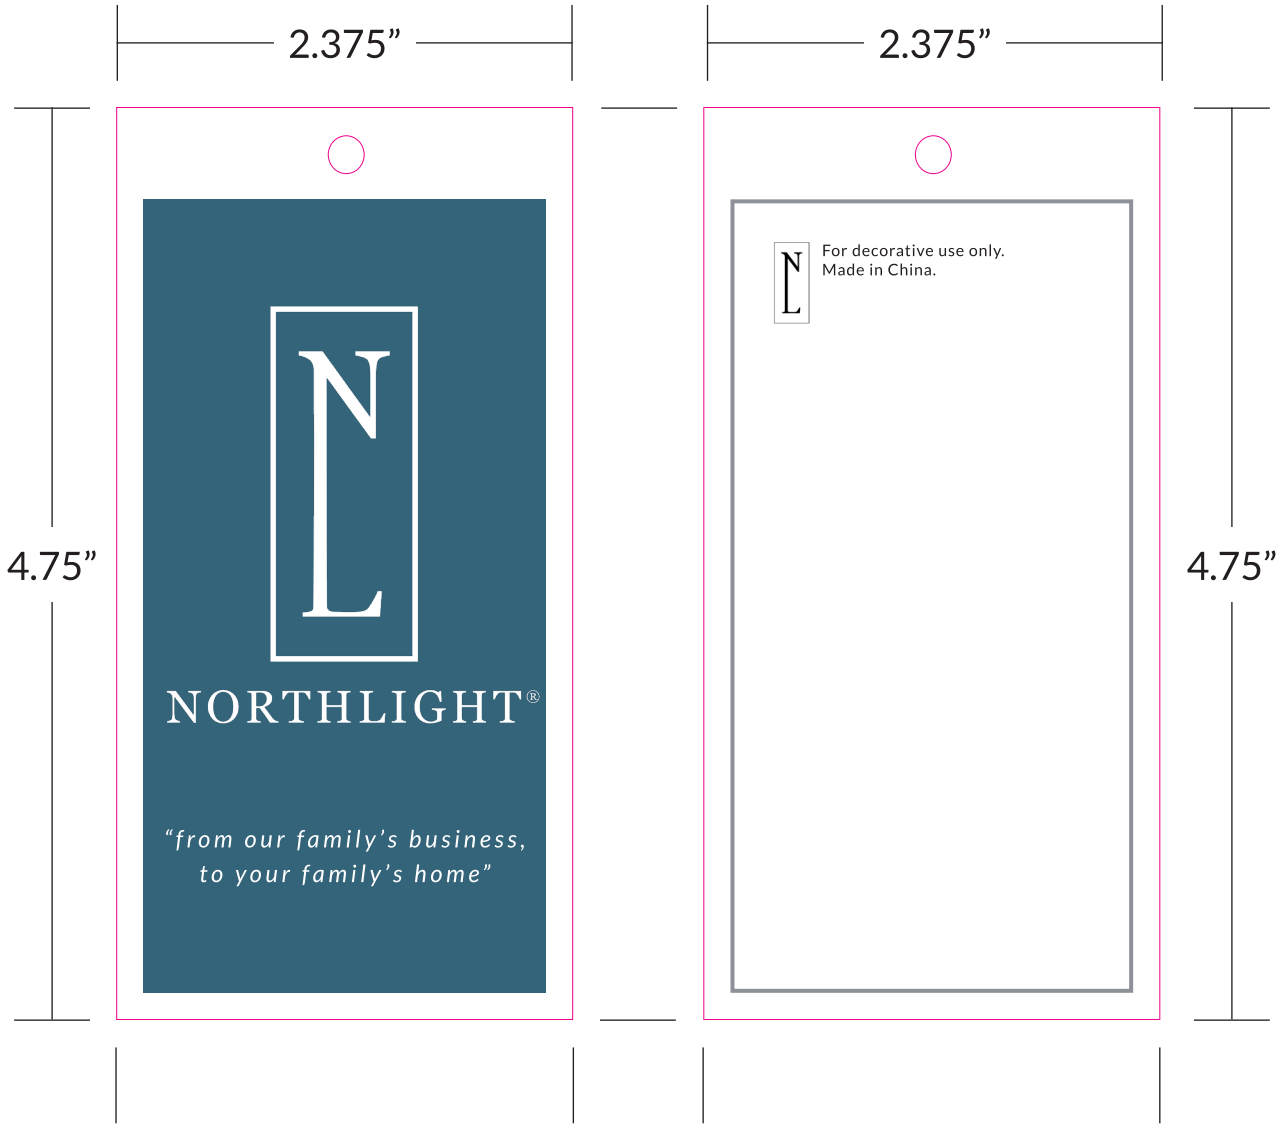 2.375”
2.375”
4.75”
4.75”
NL
NORTHLIGHT®
“from our family’s business,
to your family’s home”
NL
For decorative use only.
Made in China.